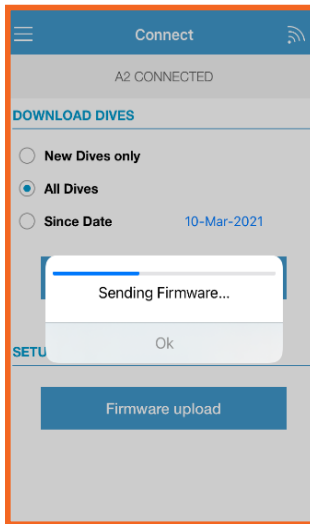 Connect
A2 CONNECTED
DOWNLOAD DIVES
New Dives only
All Dives
Since Date 10-Mar-2021
Sending Firmware...
Ok
SETU
Firmware upload